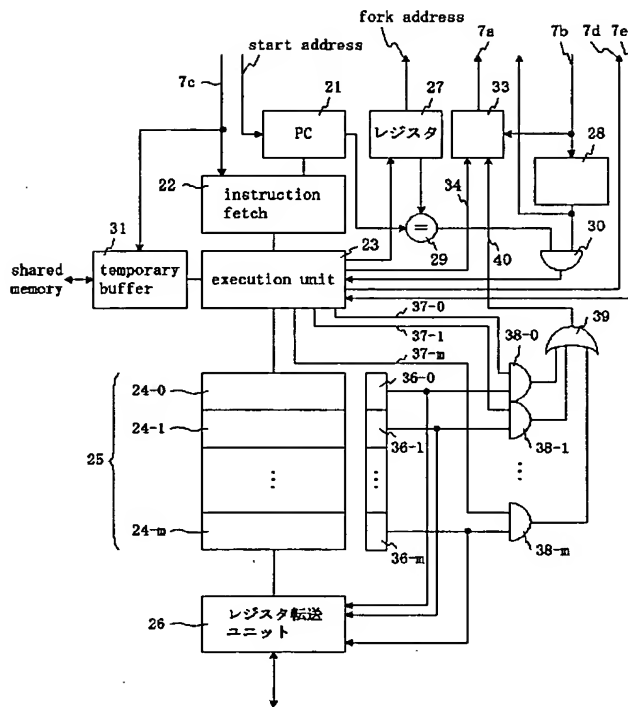 fork address
7a
7b
7d
7e
start address
7c
21
27
33
28
PC
レジスタ
22
instruction
fetch
34
=
29
30
31
23
40
shared
memory
temporary
buffer
execution unit
39
37-0
37-1
37-m
38-0
36-0
24-0
24-1
36-1
38-1
25
⋮
⋮
⋮
24-m
36-m
38-m
26
レジスタ転送
ユニット